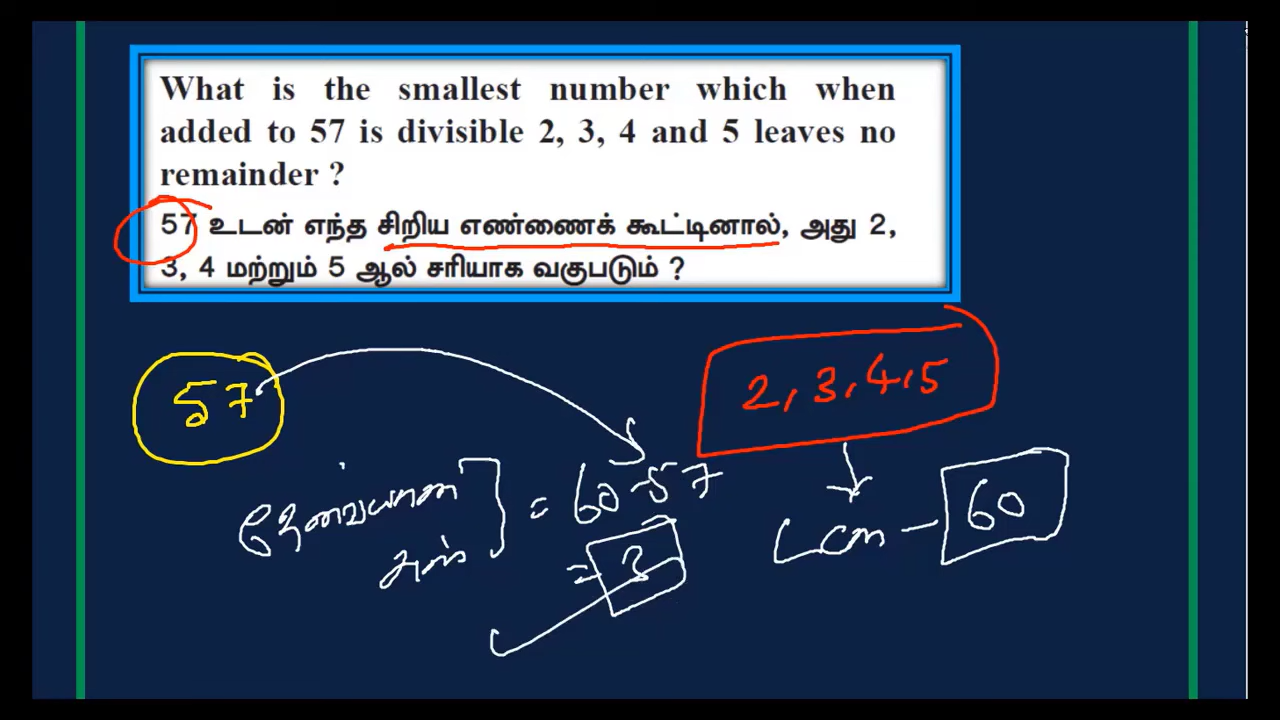 What is the smallest number which when
added to 57 is divisible 2, 3, 4 and 5 leaves no
remainder ?
57 உடன் எந்த சிறிய எண்ணைக் கூட்டினால், அது 2,
3, 4 மற்றும் 5 ஆல் சரியாக வகுபடும் ?
57
2, 3, 4, 5
தேவையான = 60-57
LCM - 60
= 3